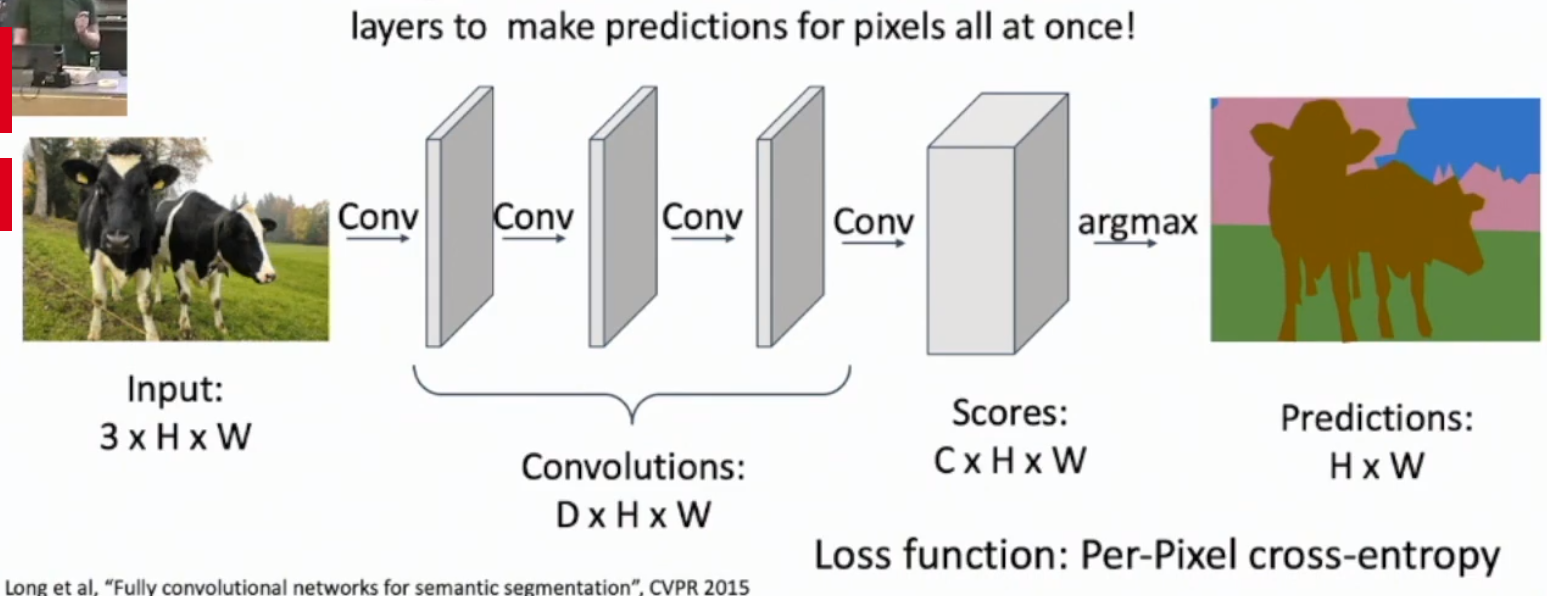 layers to make predictions for pixels all at once!
Conv
Conv
Conv
Conv
argmax
Input:
3 x H x W
Convolutions:
D x H x W
Scores:
C x H x W
Predictions:
H x W
Loss function: Per-Pixel cross-entropy
Long et al, “Fully convolutional networks for semantic segmentation”, CVPR 2015